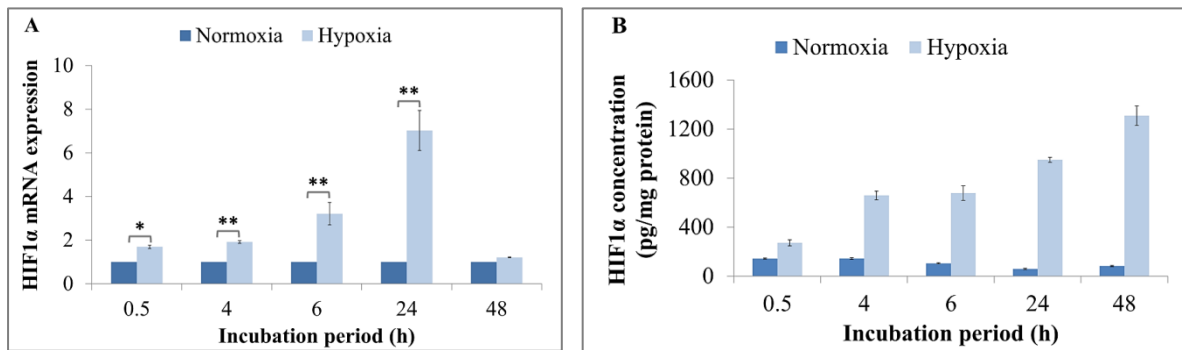 A
Normoxia Hypoxia
HIF1α mRNA expression
10
8
6
4
2
0
*
**
**
**
0.5 4 6 24 48
Incubation period (h)
B
Normoxia Hypoxia
HIF1α concentration
(pg/mg protein)
1600
1200
800
400
0
0.5 4 6 24 48
Incubation period (h)